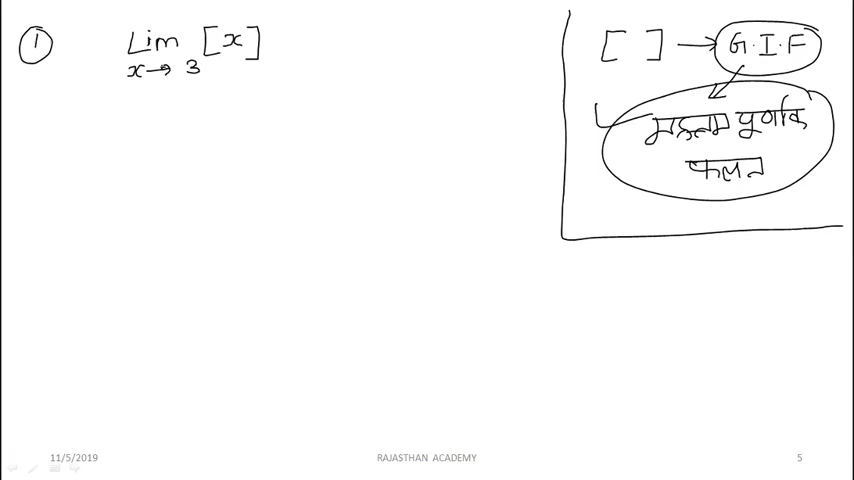 ① Lim [x]
x→3
[ ] → G.I.F
महत्तम पूर्णांक
फलन
11/5/2019 RAJASTHAN ACADEMY 5